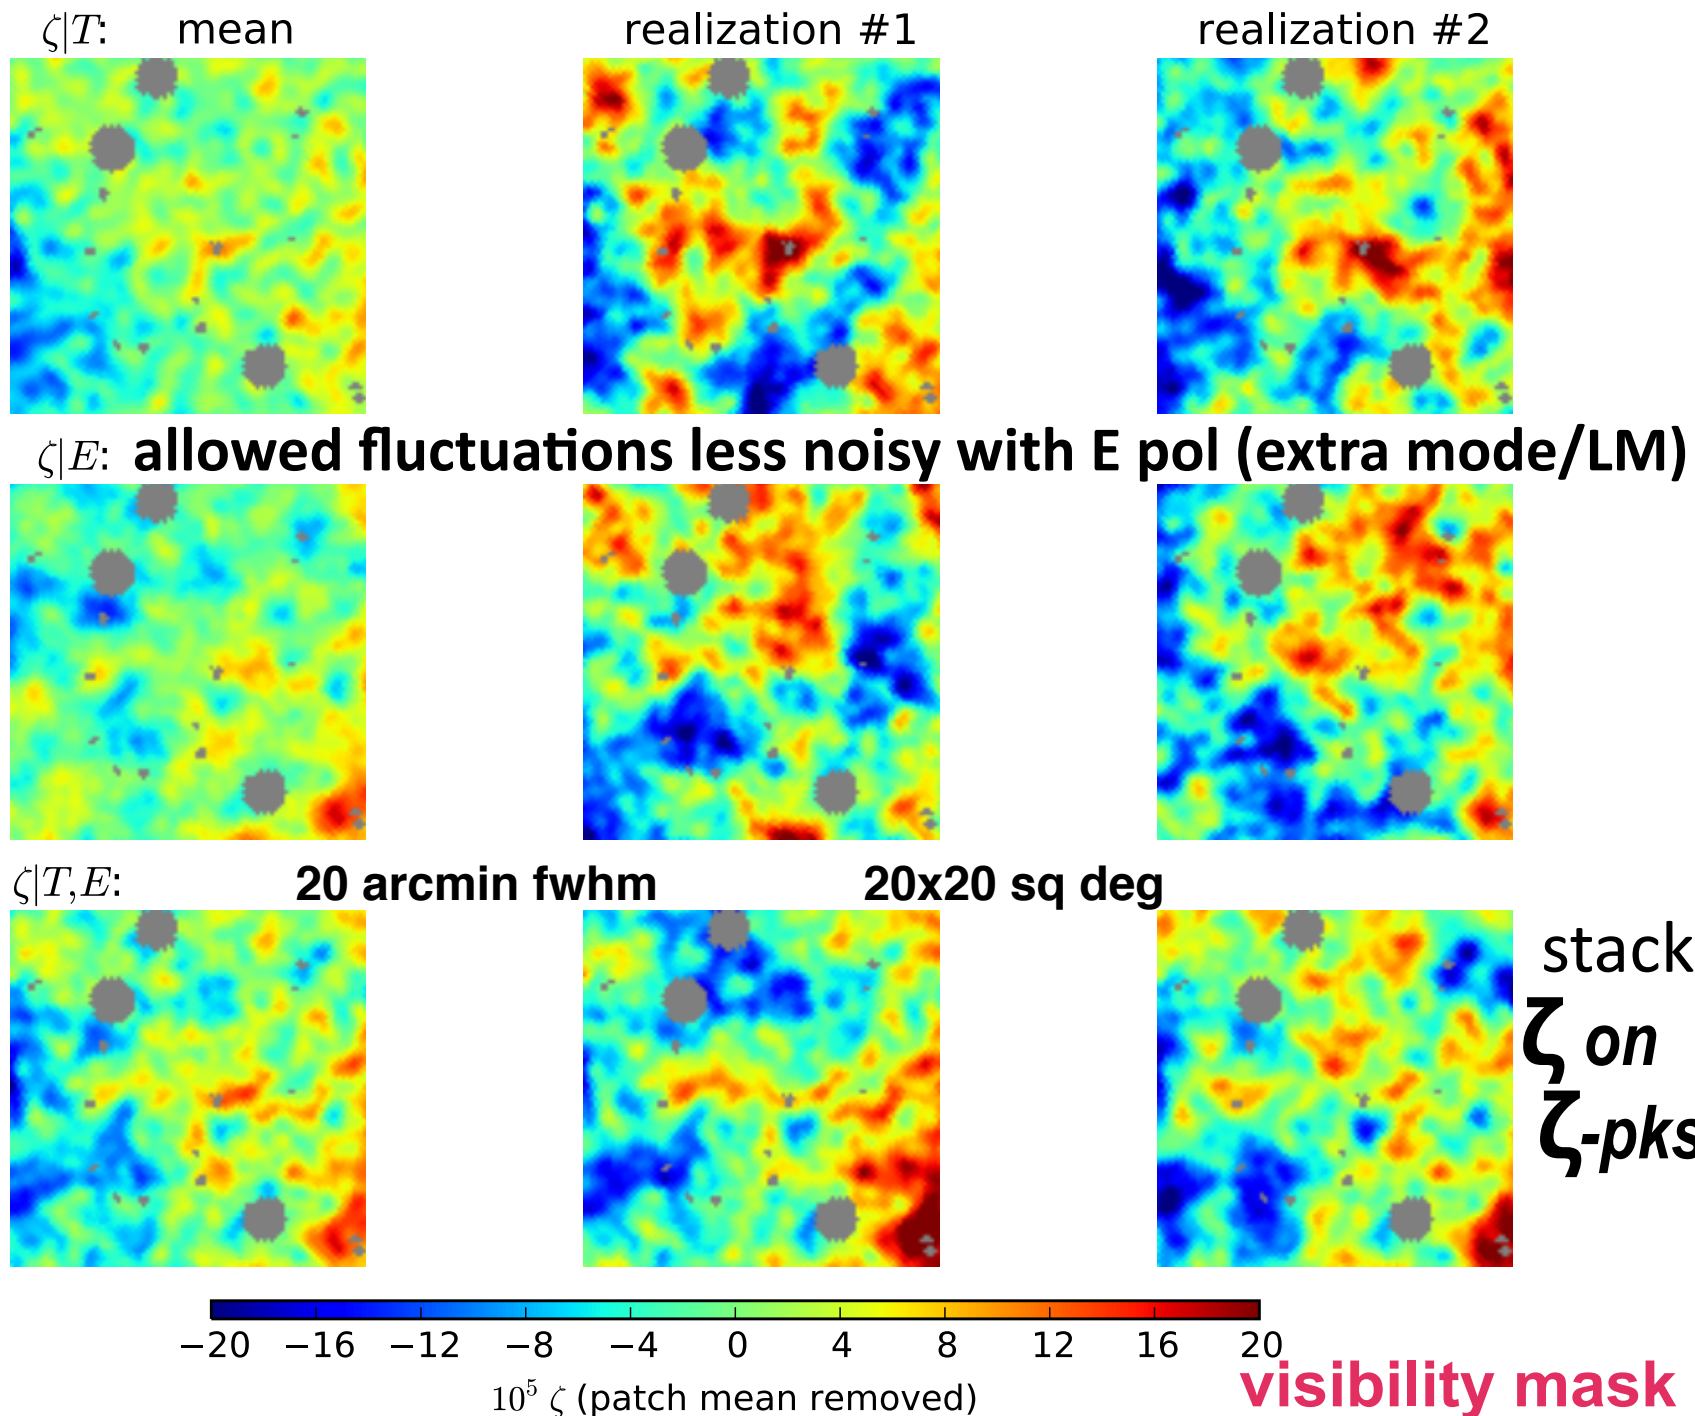 ζ|T: mean realization #1 realization #2
ζ|E: allowed fluctuations less noisy with E pol (extra mode/LM)
ζ|T,E: 20 arcmin fwhm 20x20 sq deg
stack
ζ on
ζ-pks
−20 −16 −12 −8 −4 0 4 8 12 16 20
10⁵ ζ (patch mean removed)
visibility mask